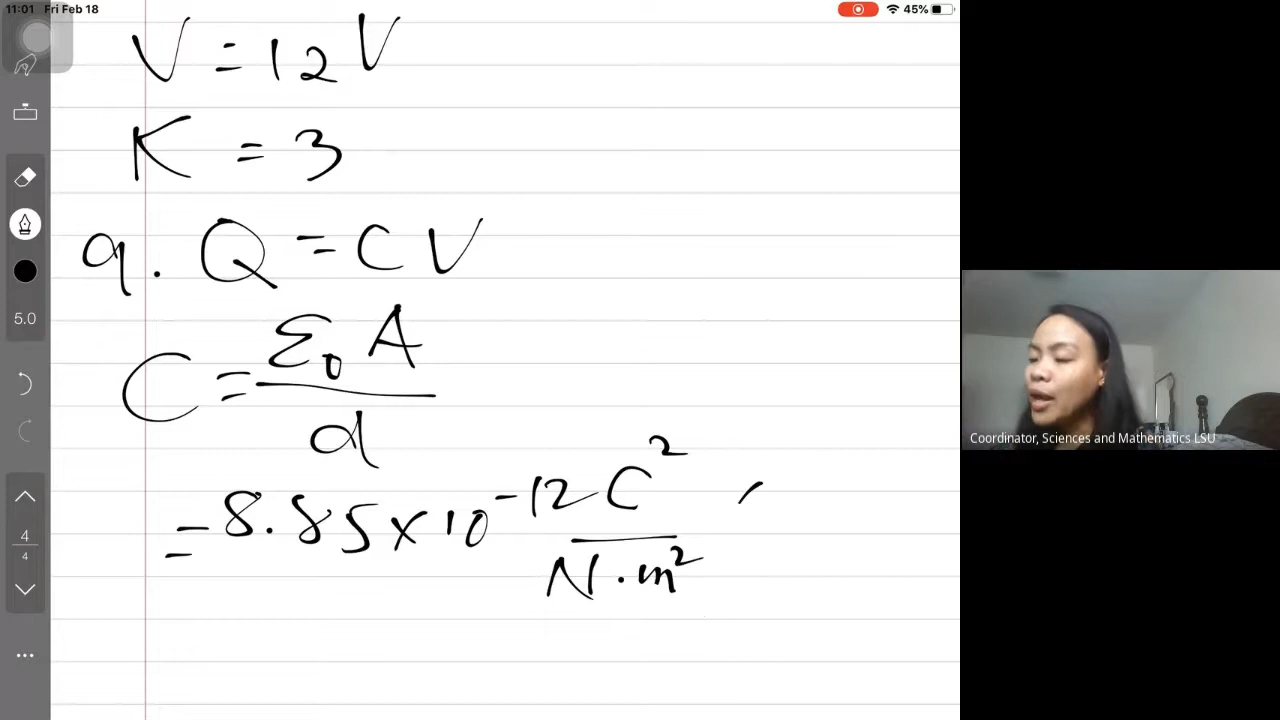 11:01 Fri Feb 18
45%
V = 12 V
K = 3
a. Q = CV
C = ε₀ A
d
= 8.85 x 10⁻¹² C²
N · m²
5.0
4
4
Coordinator, Sciences and Mathematics LSU